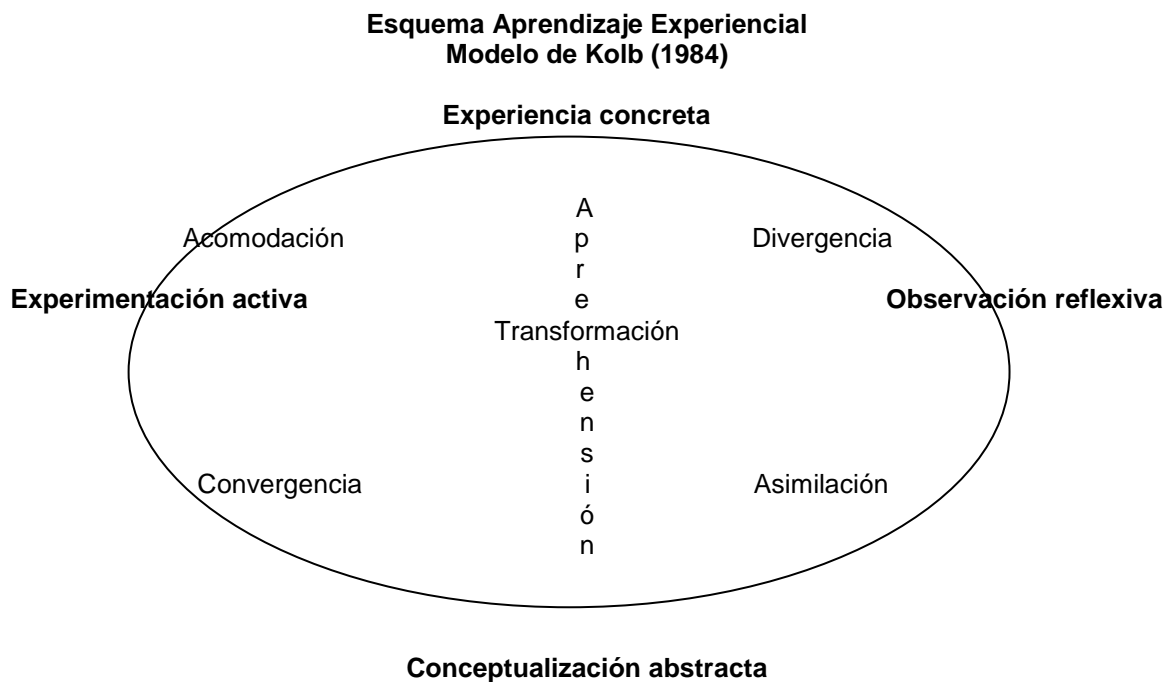 Esquema Aprendizaje Experiencial
Modelo de Kolb (1984)
Experiencia concreta
A
Acomodación p Divergencia
r
Experimentación activa e Observación reflexiva
Transformación
h
e
n
s
Convergencia i Asimilación
ó
n
Conceptualización abstracta